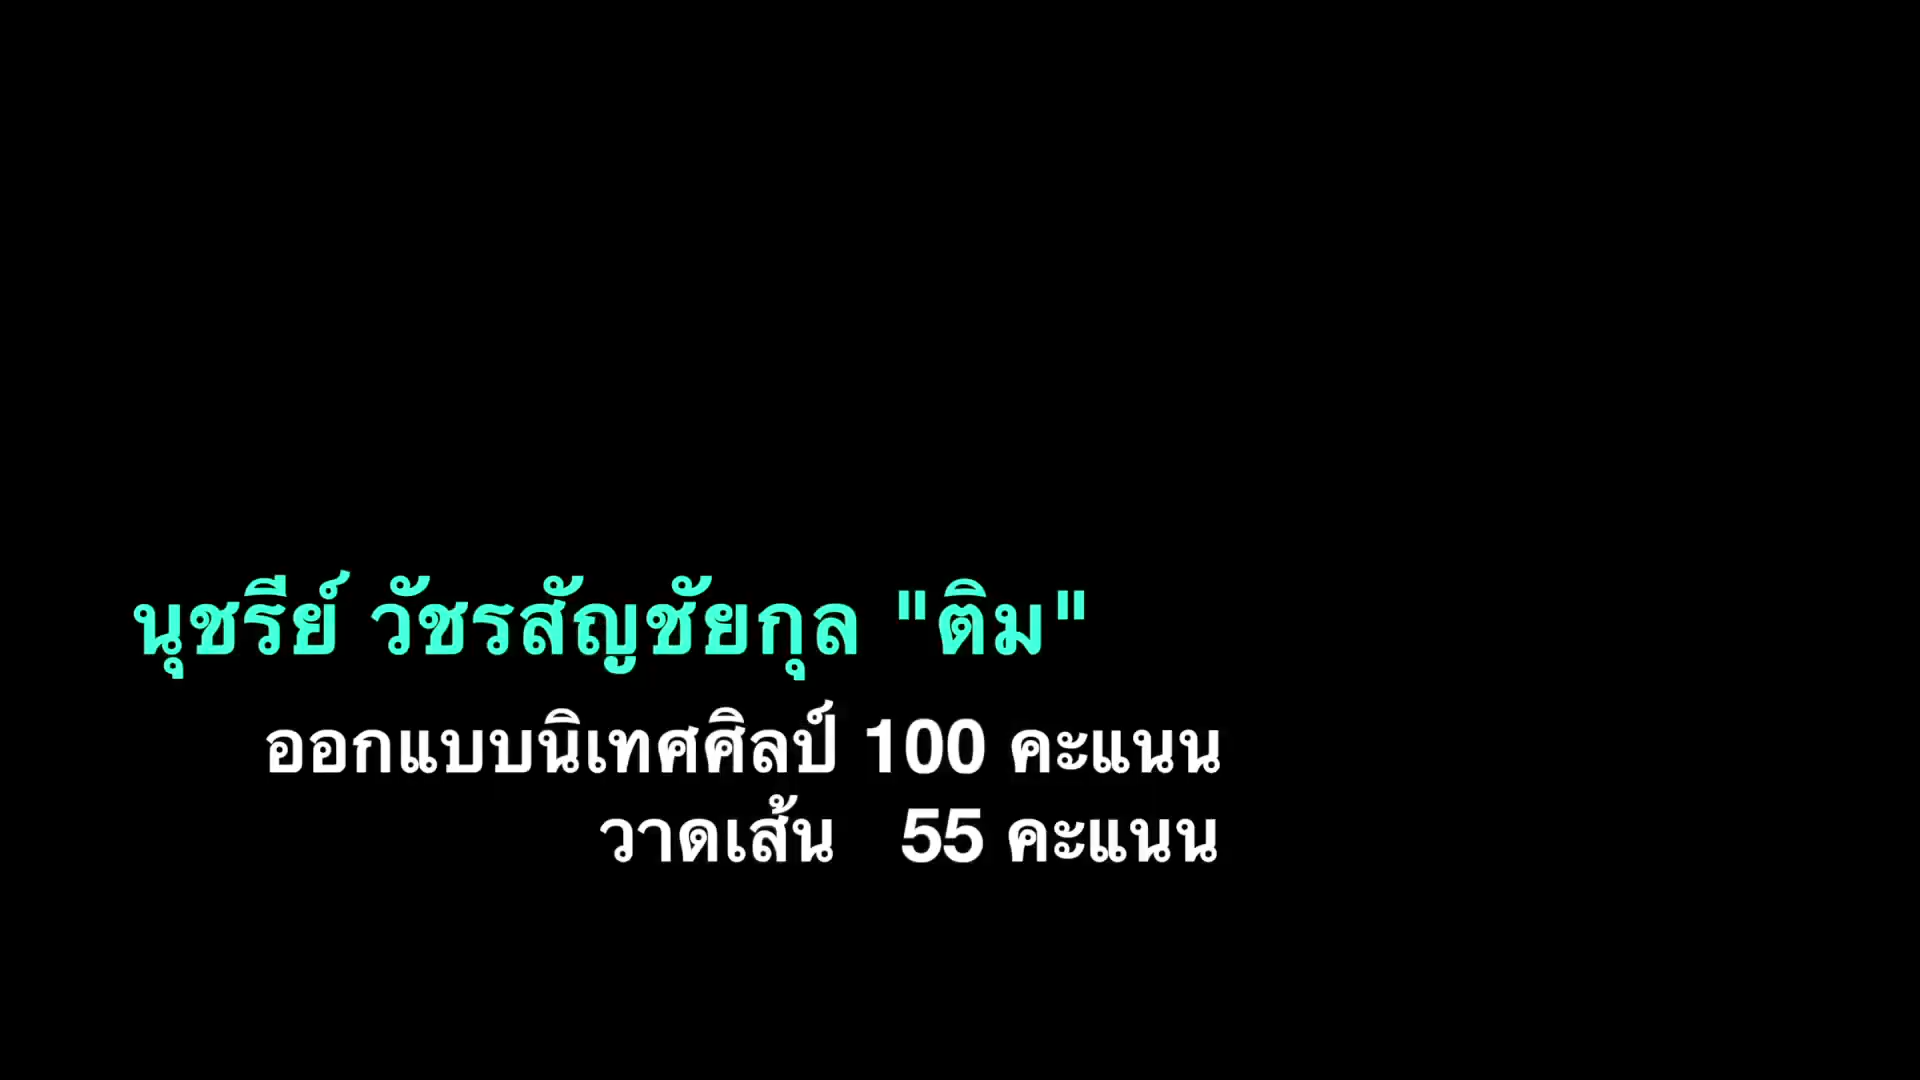 นุชรีย์ วัชรสัญชัยกุล "ติม"
ออกแบบนิเทศศิลป์ 100 คะแนน
วาดเส้น 55 คะแนน